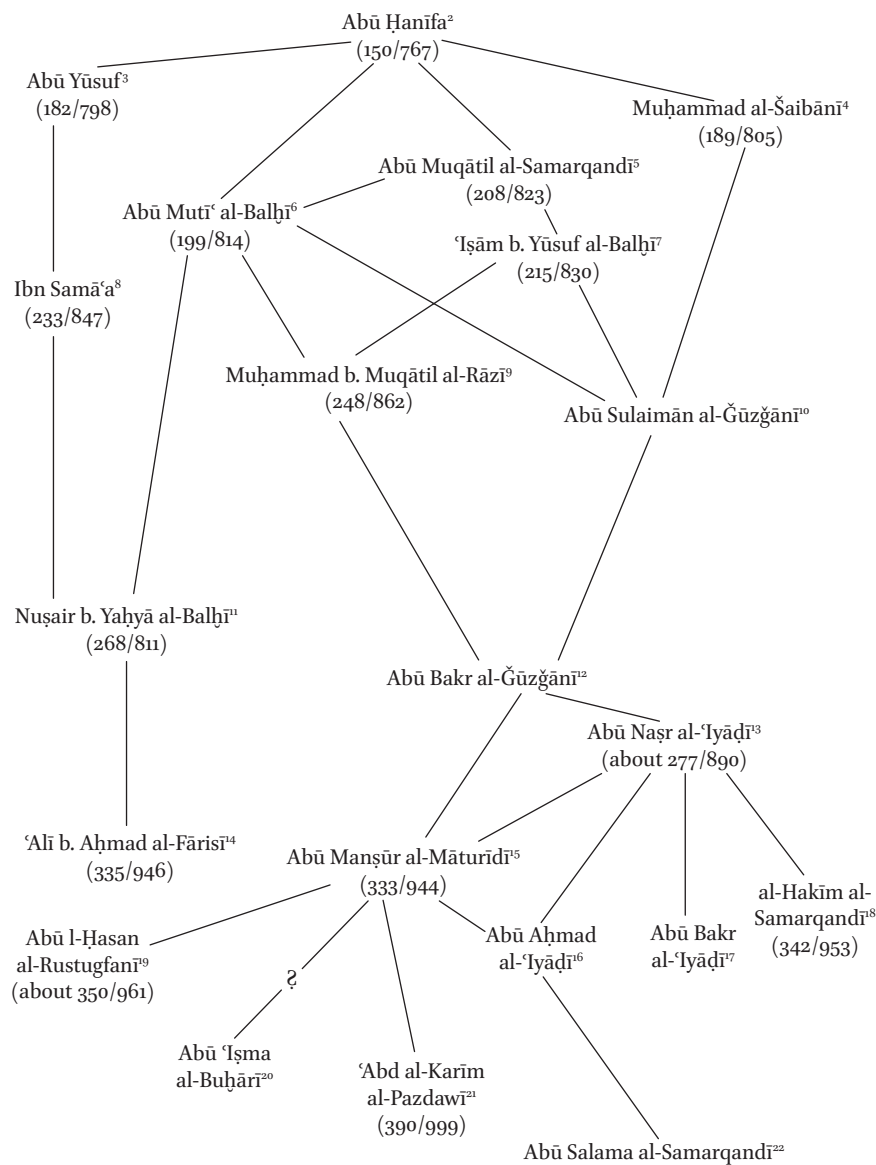 Abū Ḥanīfa²
(150/767)
Abū Yūsuf³
(182/798)
Muḥammad al-Šaibānī⁴
(189/805)
Abū Muqātil al-Samarqandī⁵
(208/823)
Abū Mutīʿ al-Balḫī⁶
(199/814)
ʿIṣām b. Yūsuf al-Balḫī⁷
(215/830)
Ibn Samāʿa⁸
(233/847)
Muḥammad b. Muqātil al-Rāzī⁹
(248/862)
Abū Sulaimān al-Ǧūzǧānī¹⁰
Nuṣair b. Yaḥyā al-Balḫī¹¹
(268/811)
Abū Bakr al-Ǧūzǧānī¹²
Abū Naṣr al-ʿIyāḍī¹³
(about 277/890)
ʿAlī b. Aḥmad al-Fārisī¹⁴
(335/946)
Abū Manṣūr al-Māturīdī¹⁵
(333/944)
al-Hakīm al-
Samarqandī¹⁸
(342/953)
Abū Aḥmad
al-ʿIyāḍī¹⁶
Abū Bakr
al-ʿIyāḍī¹⁷
Abū l-Ḥasan
al-Rustugfanī¹⁹
(about 350/961)
Abū ʿIṣma
al-Buḫārī²⁰
ʿAbd al-Karīm
al-Pazdawī²¹
(390/999)
Abū Salama al-Samarqandī²²